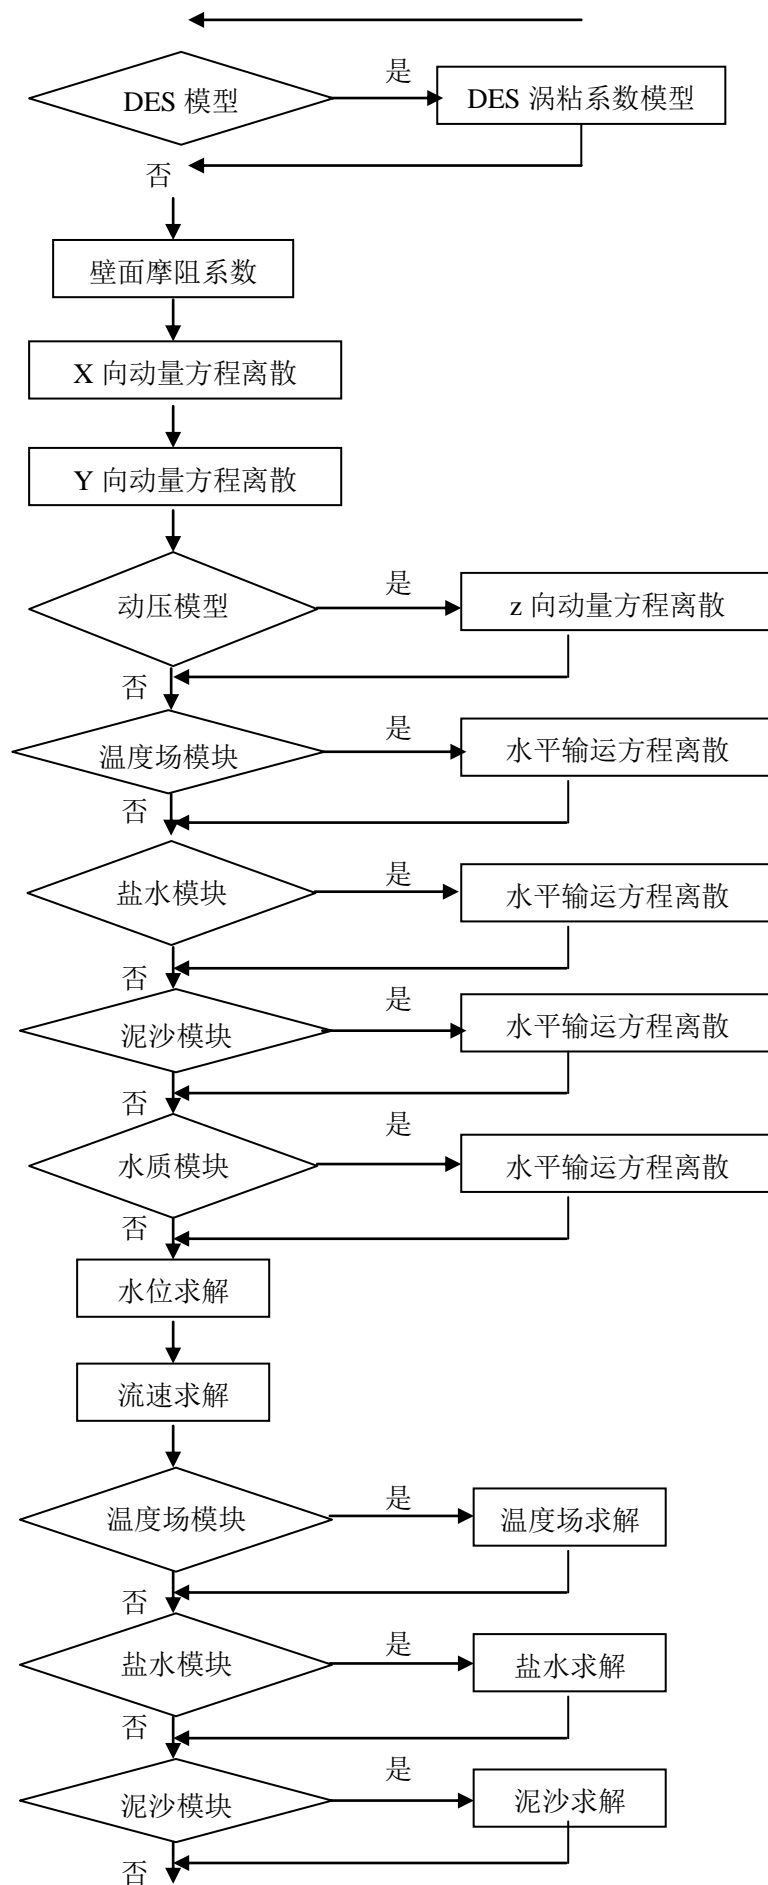 是
DES 模型
DES 涡粘系数模型
否
壁面摩阻系数
X 向动量方程离散
Y 向动量方程离散
是
动压模型
z 向动量方程离散
否
是
温度场模块
水平输运方程离散
否
是
盐水模块
水平输运方程离散
否
是
泥沙模块
水平输运方程离散
否
是
水质模块
水平输运方程离散
否
水位求解
流速求解
是
温度场模块
温度场求解
否
是
盐水模块
盐水求解
否
是
泥沙模块
泥沙求解
否